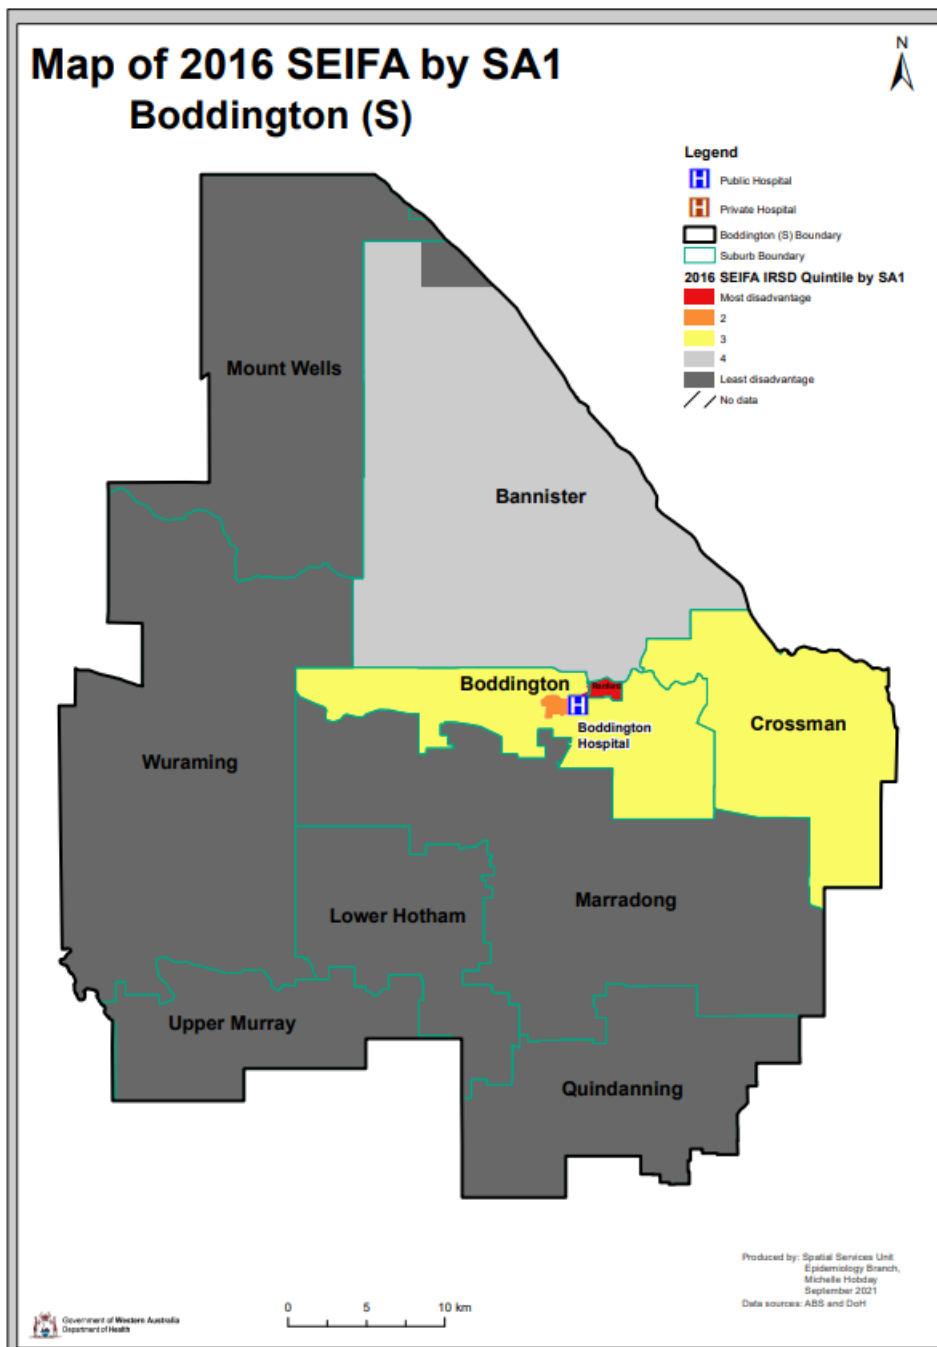 Map of 2016 SEIFA by SA1
Boddington (S)
N
Legend
H Public Hospital
H Private Hospital
Boddington (S) Boundary
Suburb Boundary
2016 SEIFA IRSD Quintile by SA1
Most disadvantage
2
3
4
Least disadvantage
No data
Mount Wells
Bannister
Boddington
Ranford
H
Boddington
Hospital
Crossman
Wuraming
Marradong
Lower Hotham
Upper Murray
Quindanning
Produced by: Spatial Services Unit
Epidemiology Branch,
Michelle Hobday
September 2021
Data sources: ABS and DoH
0 5 10 km
Government of Western Australia
Department of Health